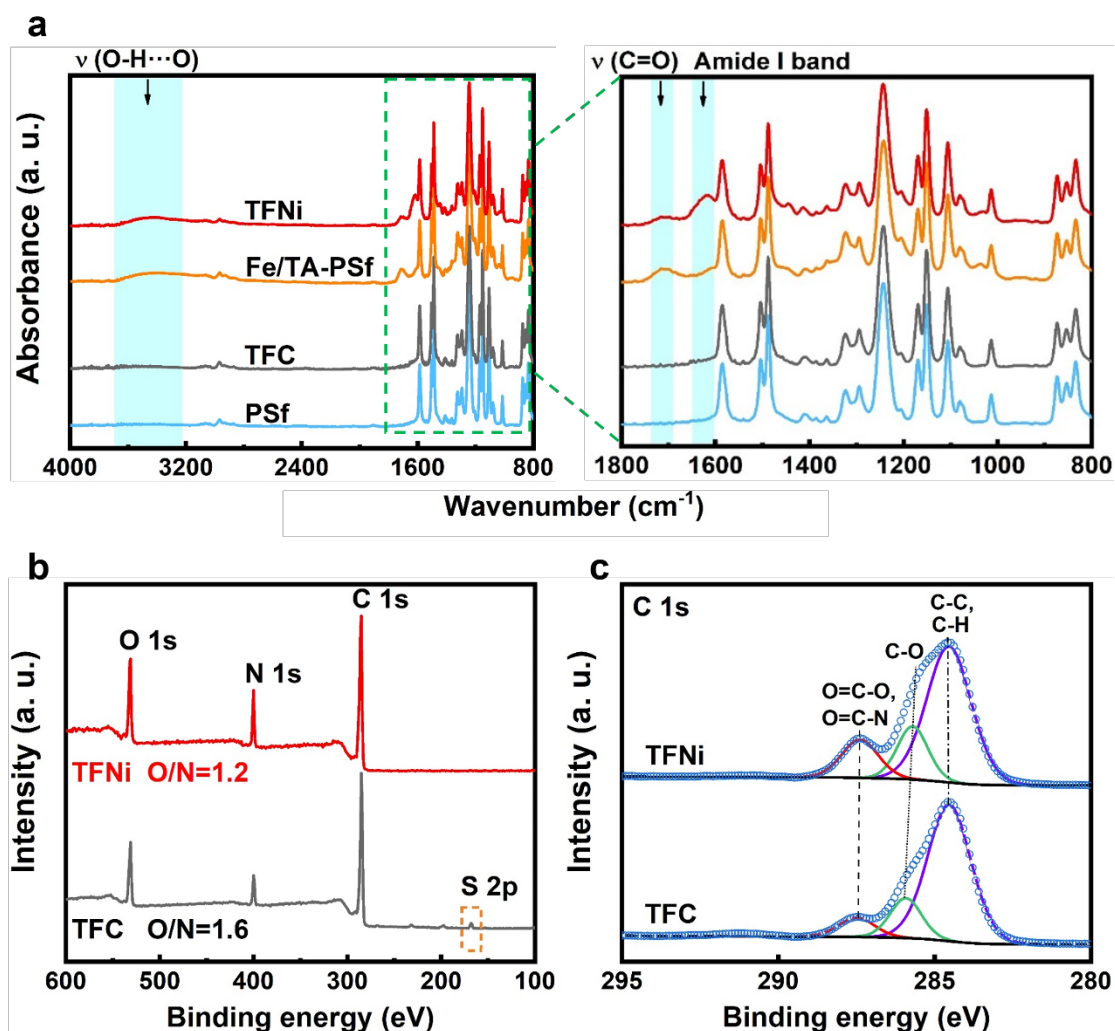 a
ν (O-H···O)
ν (C=O) Amide I band
Absorbance (a. u.)
TFNi
Fe/TA-PSf
TFC
PSf
4000 3200 2400 1600 800
1800 1600 1400 1200 1000 800
Wavenumber (cm⁻¹)
b
Intensity (a. u.)
O 1s
N 1s
C 1s
TFNi O/N=1.2
S 2p
TFC O/N=1.6
600 500 400 300 200 100
Binding energy (eV)
c
Intensity (a. u.)
C 1s
C-C,
C-H
C-O
O=C-O,
O=C-N
TFNi
TFC
295 290 285 280
Binding energy (eV)